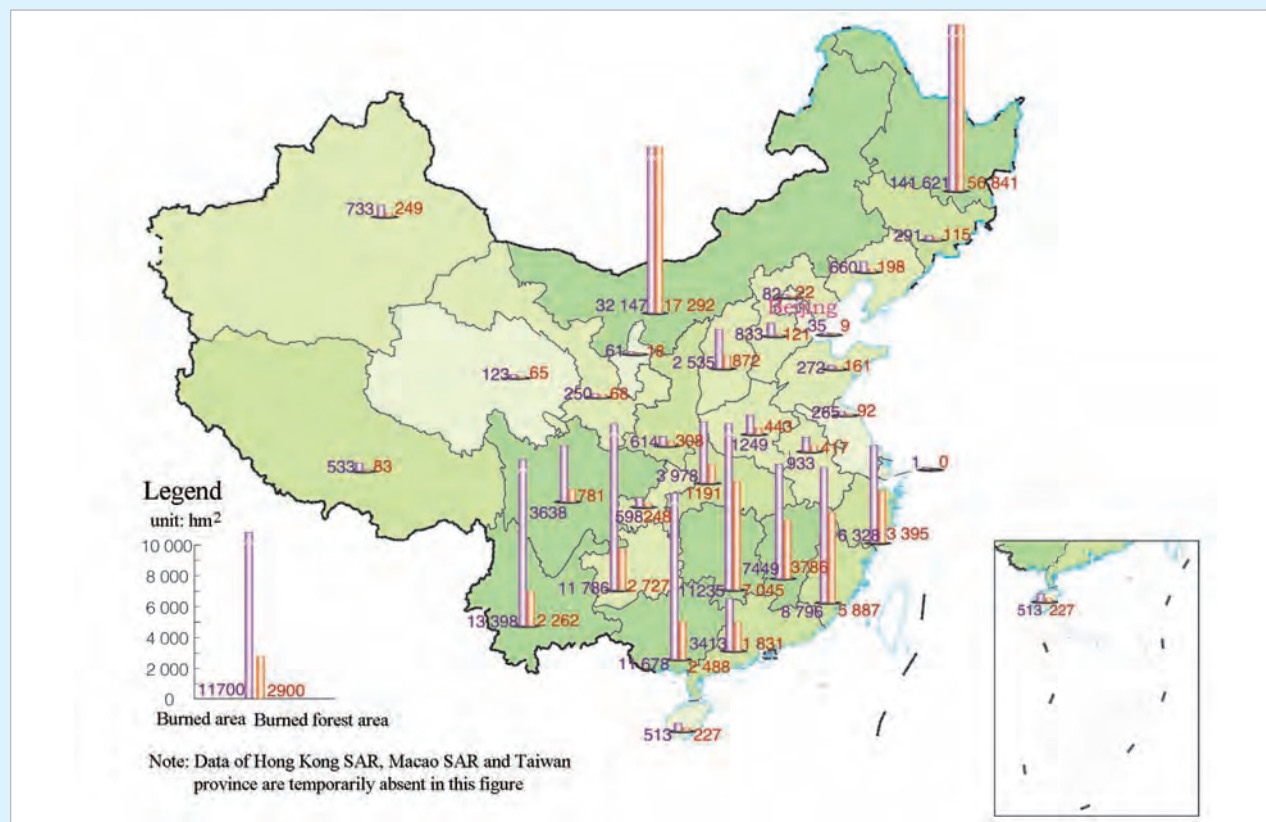 141 621 56 841
733 249
291 115
660 198
82 22
Beijing
32 147 17 292
833 121
35 9
61 18
2 535 872
123 65
250 68
272 161
265 92
614 308
1249 443
933 417
1 0
533 83
3 978 1191
3638 781
598 248
6 328 3 395
7449 3786
11 786 2 727
11235 7 045
8 796 5 887
13 398 2 262
3413 1 831
11 678 2 488
513 227
513 227
Legend
unit: hm²
10 000
8 000
6 000
4 000
2 000
0
11700 2900
Burned area Burned forest area
Note: Data of Hong Kong SAR, Macao SAR and Taiwan
province are temporarily absent in this figure